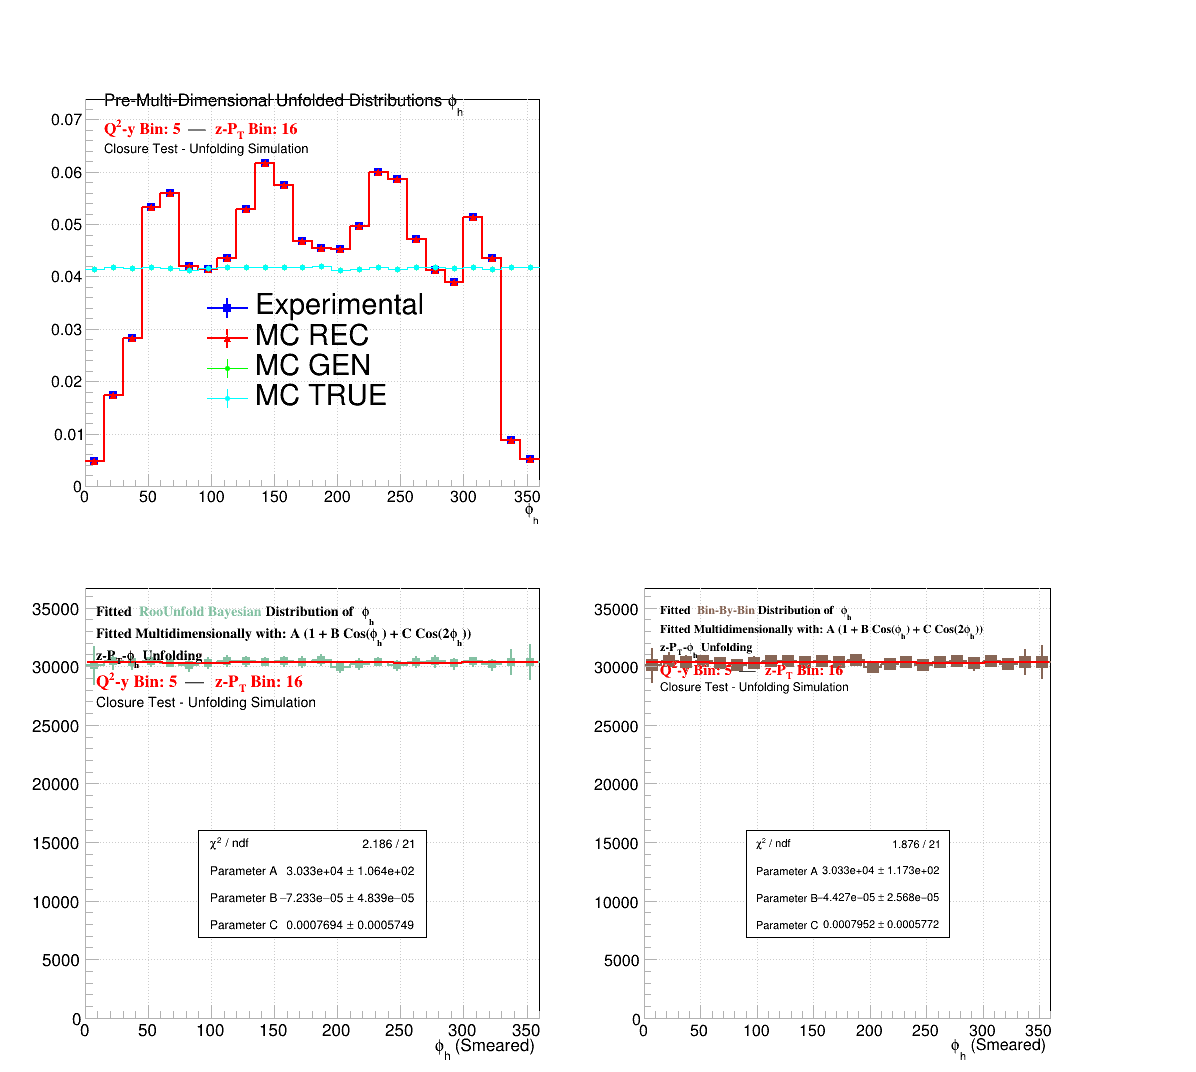 Pre-Multi-Dimensional Unfolded Distributions ϕh
Q²-y Bin: 5 — z-PT Bin: 16
Closure Test - Unfolding Simulation
0.07
0.06
0.05
0.04
0.03
0.02
0.01
0
Experimental
MC REC
MC GEN
MC TRUE
0 50 100 150 200 250 300 350
ϕh
Fitted RooUnfold Bayesian Distribution of ϕh
Fitted Multidimensionally with: A (1 + B Cos(ϕh) + C Cos(2ϕh))
z-PT-ϕh Unfolding
Q²-y Bin: 5 — z-PT Bin: 16
Closure Test - Unfolding Simulation
35000
30000
25000
20000
15000
10000
5000
0
χ² / ndf 2.186 / 21
Parameter A 3.033e+04 ± 1.064e+02
Parameter B −7.233e−05 ± 4.839e−05
Parameter C 0.0007694 ± 0.0005749
0 50 100 150 200 250 300 350
ϕh (Smeared)
Fitted Bin-By-Bin Distribution of ϕh
Fitted Multidimensionally with: A (1 + B Cos(ϕh) + C Cos(2ϕh))
z-PT-ϕh Unfolding
Q²-y Bin: 5 — z-PT Bin: 16
Closure Test - Unfolding Simulation
35000
30000
25000
20000
15000
10000
5000
0
χ² / ndf 1.876 / 21
Parameter A 3.033e+04 ± 1.173e+02
Parameter B −4.427e−05 ± 2.568e−05
Parameter C 0.0007952 ± 0.0005772
0 50 100 150 200 250 300 350
ϕh (Smeared)